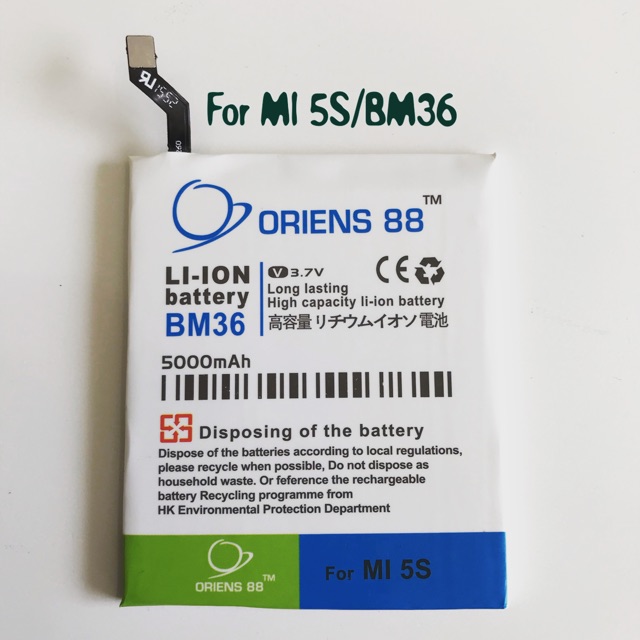 1552
For MI 5S/BM36
ORIENS 88™
LI-ION
battery
BM36
V 3.7V
Long lasting
High capacity li-ion battery
高容量 リチウムイオソ 電池
CE
5000mAh
Disposing of the battery
Dispose of the batteries according to local regulations,
please recycle when possible, Do not dispose as
household waste. Or reference the rechargeable
battery Recycling programme from
HK Environmental Protection Department
ORIENS 88™
For MI 5S